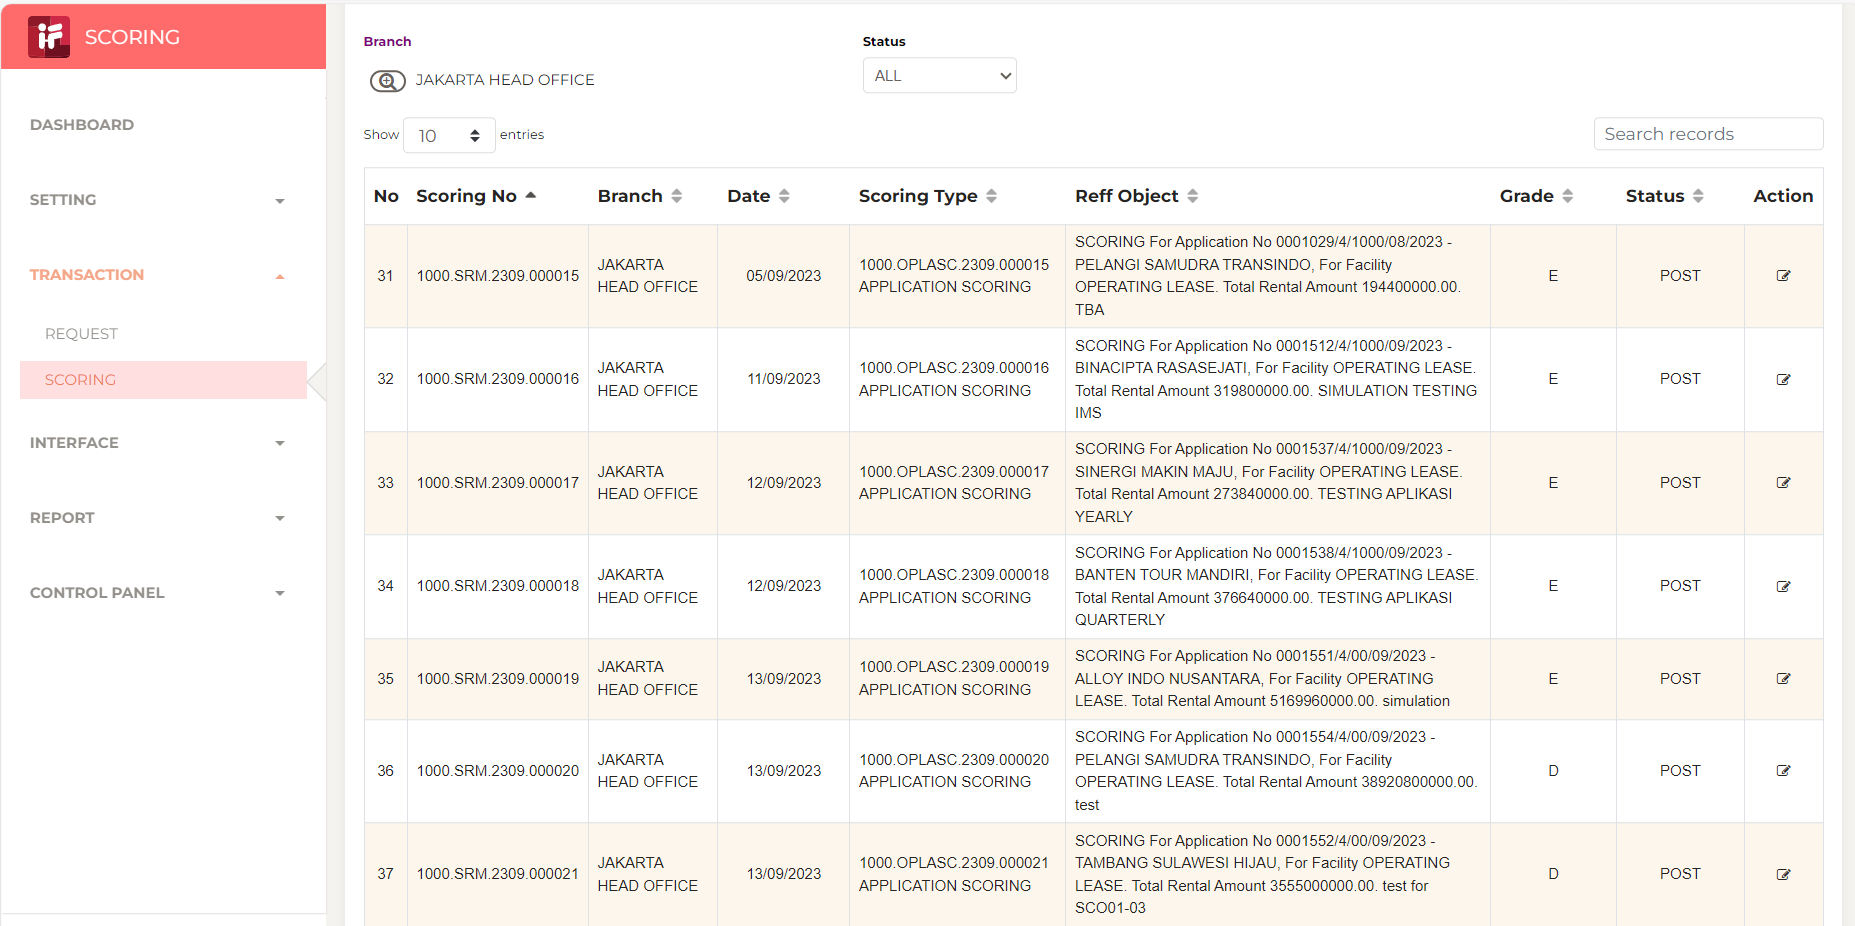 iF SCORING
DASHBOARD
SETTING
TRANSACTION
REQUEST
SCORING
INTERFACE
REPORT
CONTROL PANEL
Branch
JAKARTA HEAD OFFICE
Status
ALL
Show 10 entries
Search records
No Scoring No Branch Date Scoring Type Reff Object Grade Status Action
31 1000.SRM.2309.000015 JAKARTA
HEAD OFFICE
05/09/2023
1000.OPLASC.2309.000015
APPLICATION SCORING
SCORING For Application No 0001029/4/1000/08/2023 -
PELANGI SAMUDRA TRANSINDO, For Facility
OPERATING LEASE. Total Rental Amount 194400000.00.
TBA
E POST
32 1000.SRM.2309.000016 JAKARTA
HEAD OFFICE
11/09/2023
1000.OPLASC.2309.000016
APPLICATION SCORING
SCORING For Application No 0001512/4/1000/09/2023 -
BINACIPTA RASASEJATI, For Facility OPERATING LEASE.
Total Rental Amount 319800000.00. SIMULATION TESTING
IMS
E POST
33 1000.SRM.2309.000017 JAKARTA
HEAD OFFICE
12/09/2023
1000.OPLASC.2309.000017
APPLICATION SCORING
SCORING For Application No 0001537/4/1000/09/2023 -
SINERGI MAKIN MAJU, For Facility OPERATING LEASE.
Total Rental Amount 273840000.00. TESTING APLIKASI
YEARLY
E POST
34 1000.SRM.2309.000018 JAKARTA
HEAD OFFICE
12/09/2023
1000.OPLASC.2309.000018
APPLICATION SCORING
SCORING For Application No 0001538/4/1000/09/2023 -
BANTEN TOUR MANDIRI, For Facility OPERATING LEASE.
Total Rental Amount 376640000.00. TESTING APLIKASI
QUARTERLY
E POST
35 1000.SRM.2309.000019 JAKARTA
HEAD OFFICE
13/09/2023
1000.OPLASC.2309.000019
APPLICATION SCORING
SCORING For Application No 0001551/4/00/09/2023 -
ALLOY INDO NUSANTARA, For Facility OPERATING
LEASE. Total Rental Amount 5169960000.00. simulation
E POST
36 1000.SRM.2309.000020 JAKARTA
HEAD OFFICE
13/09/2023
1000.OPLASC.2309.000020
APPLICATION SCORING
SCORING For Application No 0001554/4/00/09/2023 -
PELANGI SAMUDRA TRANSINDO, For Facility
OPERATING LEASE. Total Rental Amount 38920800000.00.
test
D POST
37 1000.SRM.2309.000021 JAKARTA
HEAD OFFICE
13/09/2023
1000.OPLASC.2309.000021
APPLICATION SCORING
SCORING For Application No 0001552/4/00/09/2023 -
TAMBANG SULAWESI HIJAU, For Facility OPERATING
LEASE. Total Rental Amount 3555000000.00. test for
SCO01-03
D POST